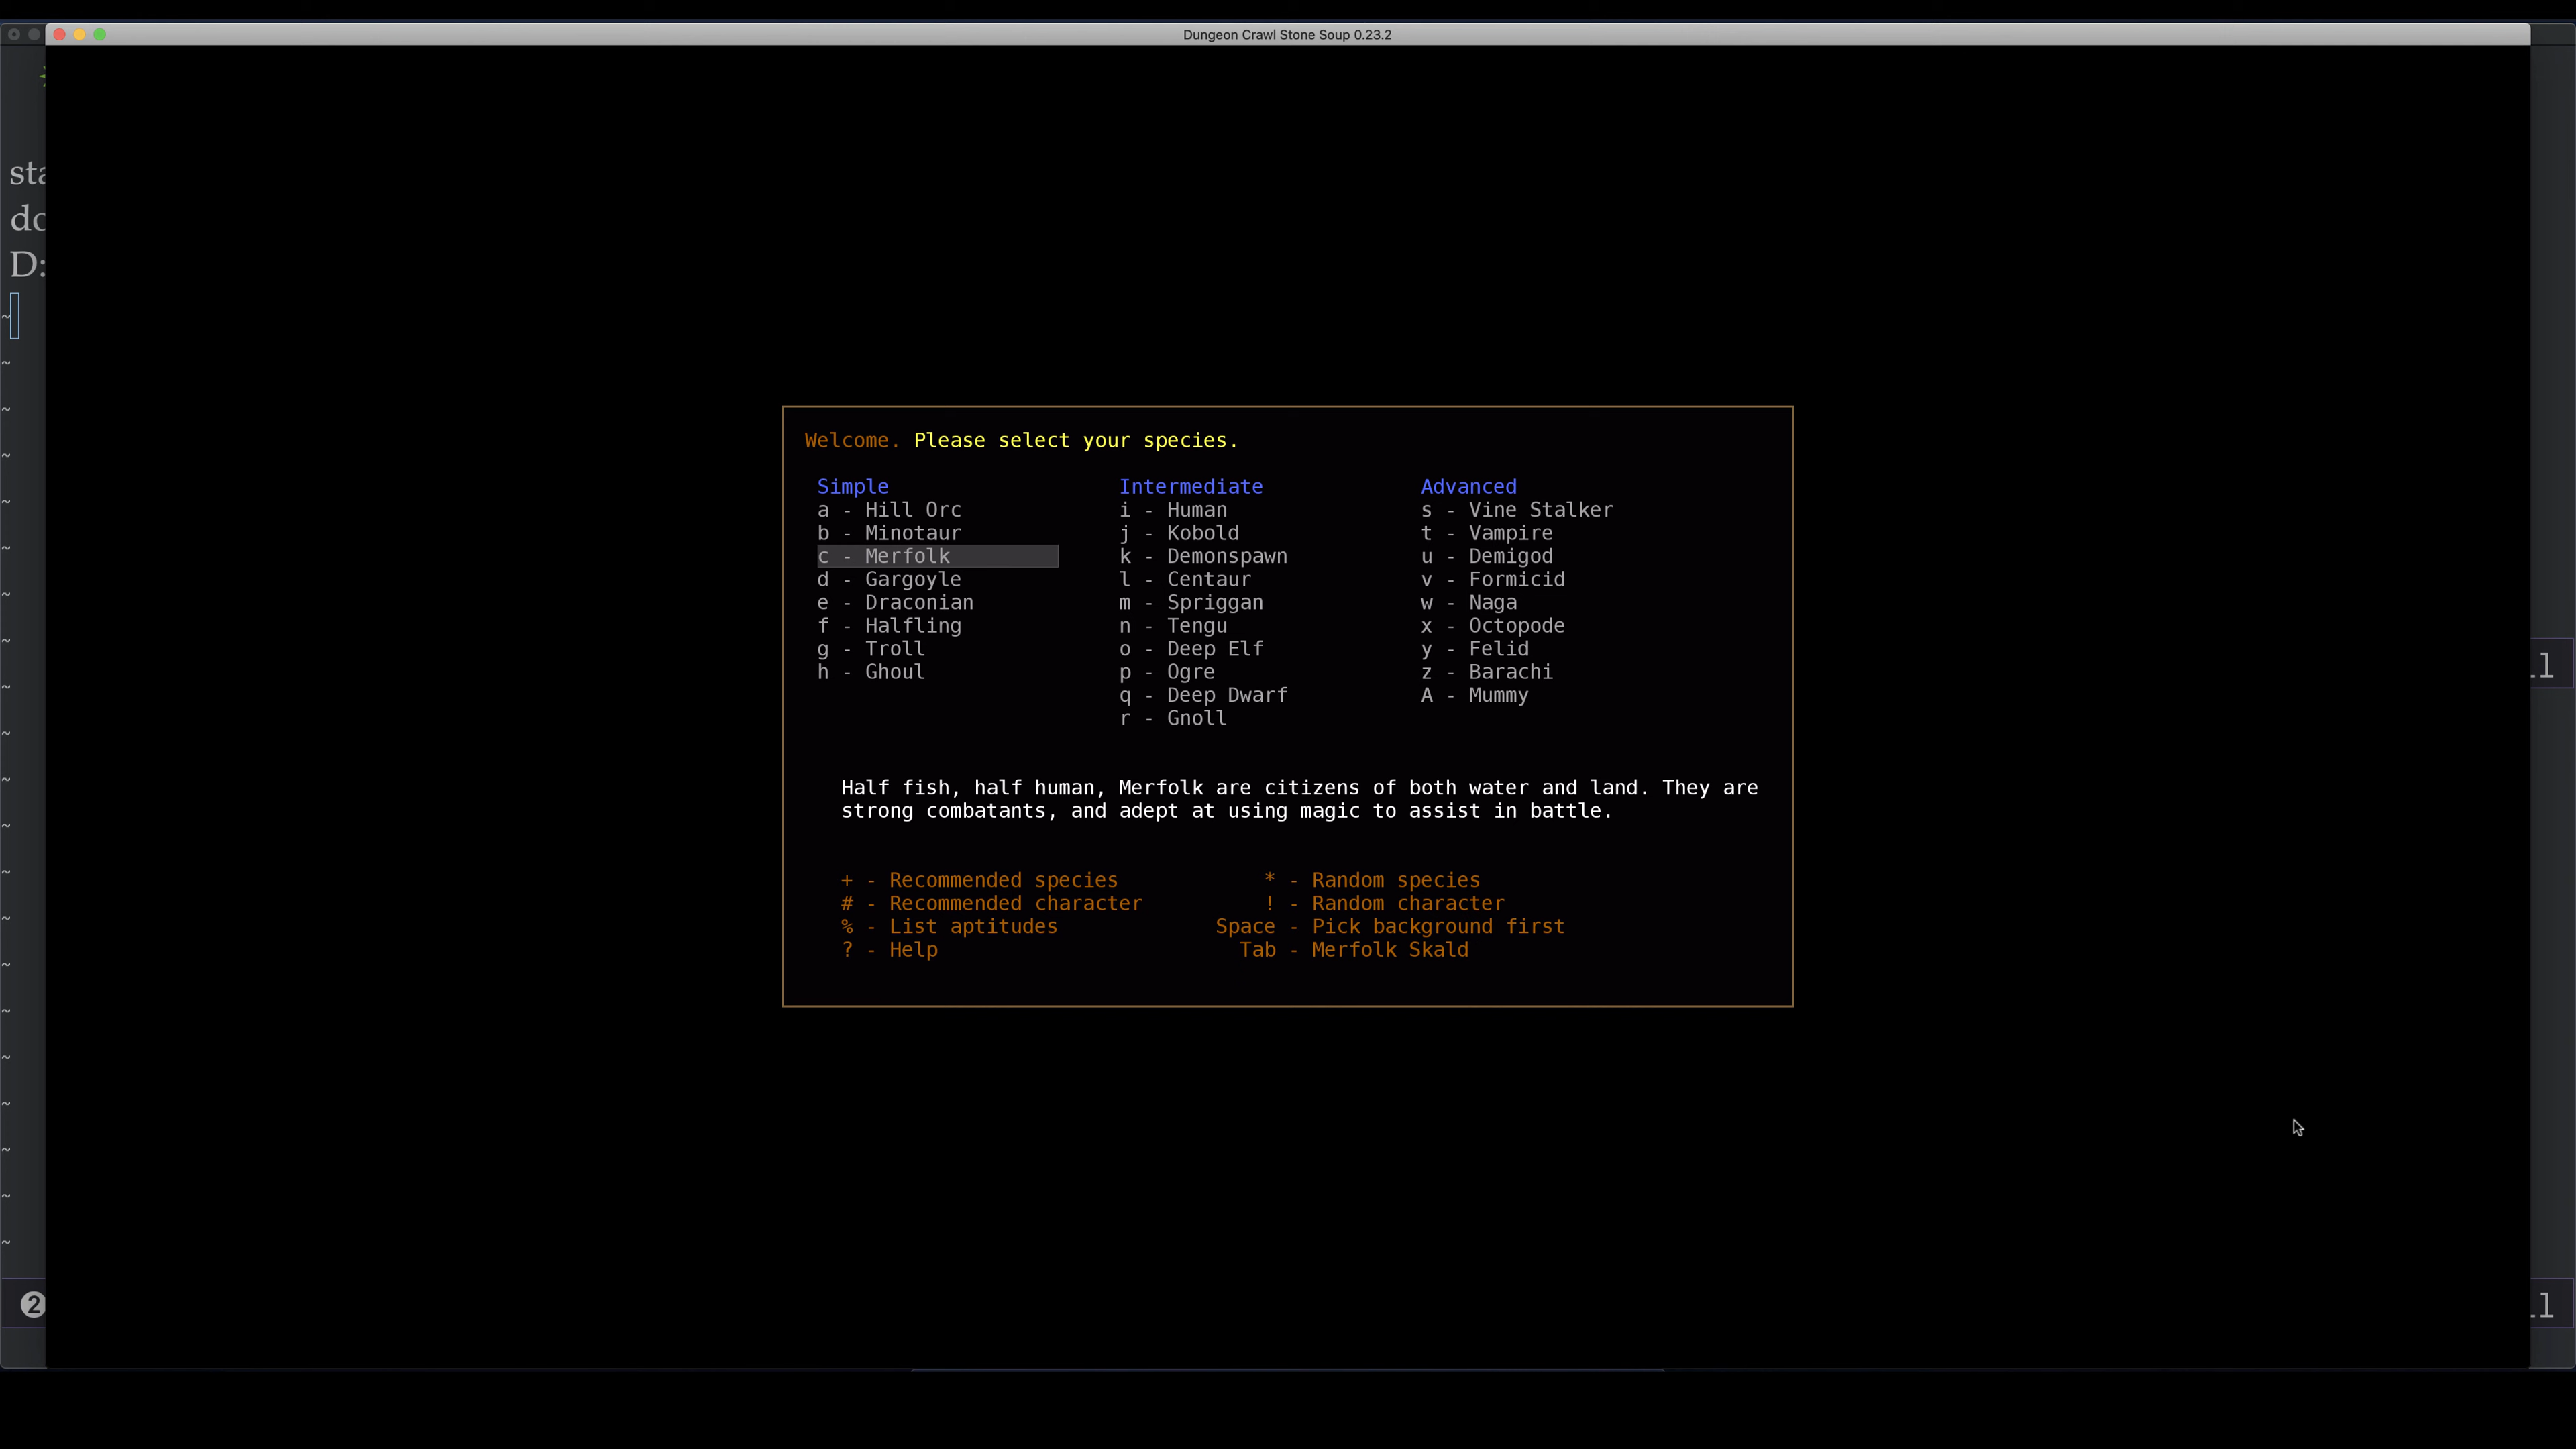 Dungeon Crawl Stone Soup 0.23.2
Welcome. Please select your species.
Simple Intermediate Advanced
a - Hill Orc i - Human s - Vine Stalker
b - Minotaur j - Kobold t - Vampire
c - Merfolk k - Demonspawn u - Demigod
d - Gargoyle l - Centaur v - Formicid
e - Draconian m - Spriggan w - Naga
f - Halfling n - Tengu x - Octopode
g - Troll o - Deep Elf y - Felid
h - Ghoul p - Ogre z - Barachi
q - Deep Dwarf A - Mummy
r - Gnoll
Half fish, half human, Merfolk are citizens of both water and land. They are
strong combatants, and adept at using magic to assist in battle.
+ - Recommended species * - Random species
# - Recommended character ! - Random character
% - List aptitudes Space - Pick background first
? - Help Tab - Merfolk Skald
D:
2